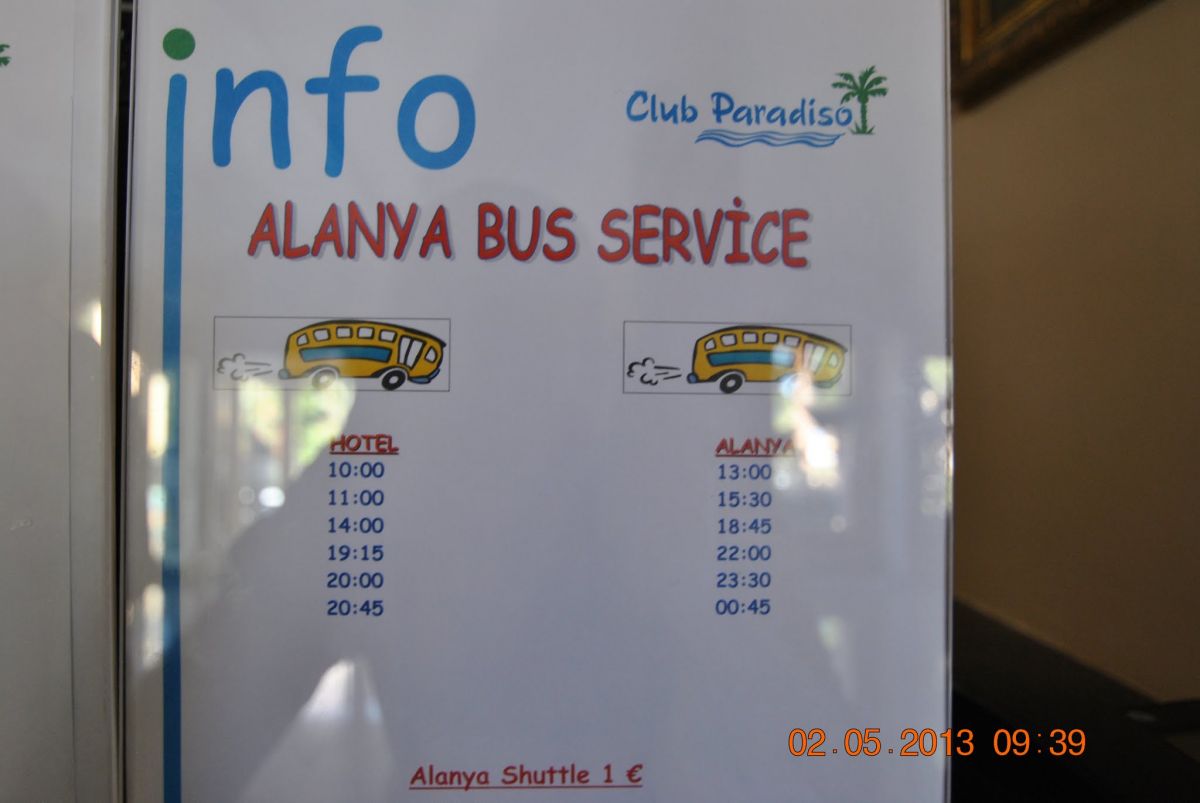 info
Club Paradiso
ALANYA BUS SERVİCE
HOTEL ALANYA
10:00 13:00
11:00 15:30
14:00 18:45
19:15 22:00
20:00 23:30
20:45 00:45
Alanya Shuttle 1 €
02.05.2013 09:39